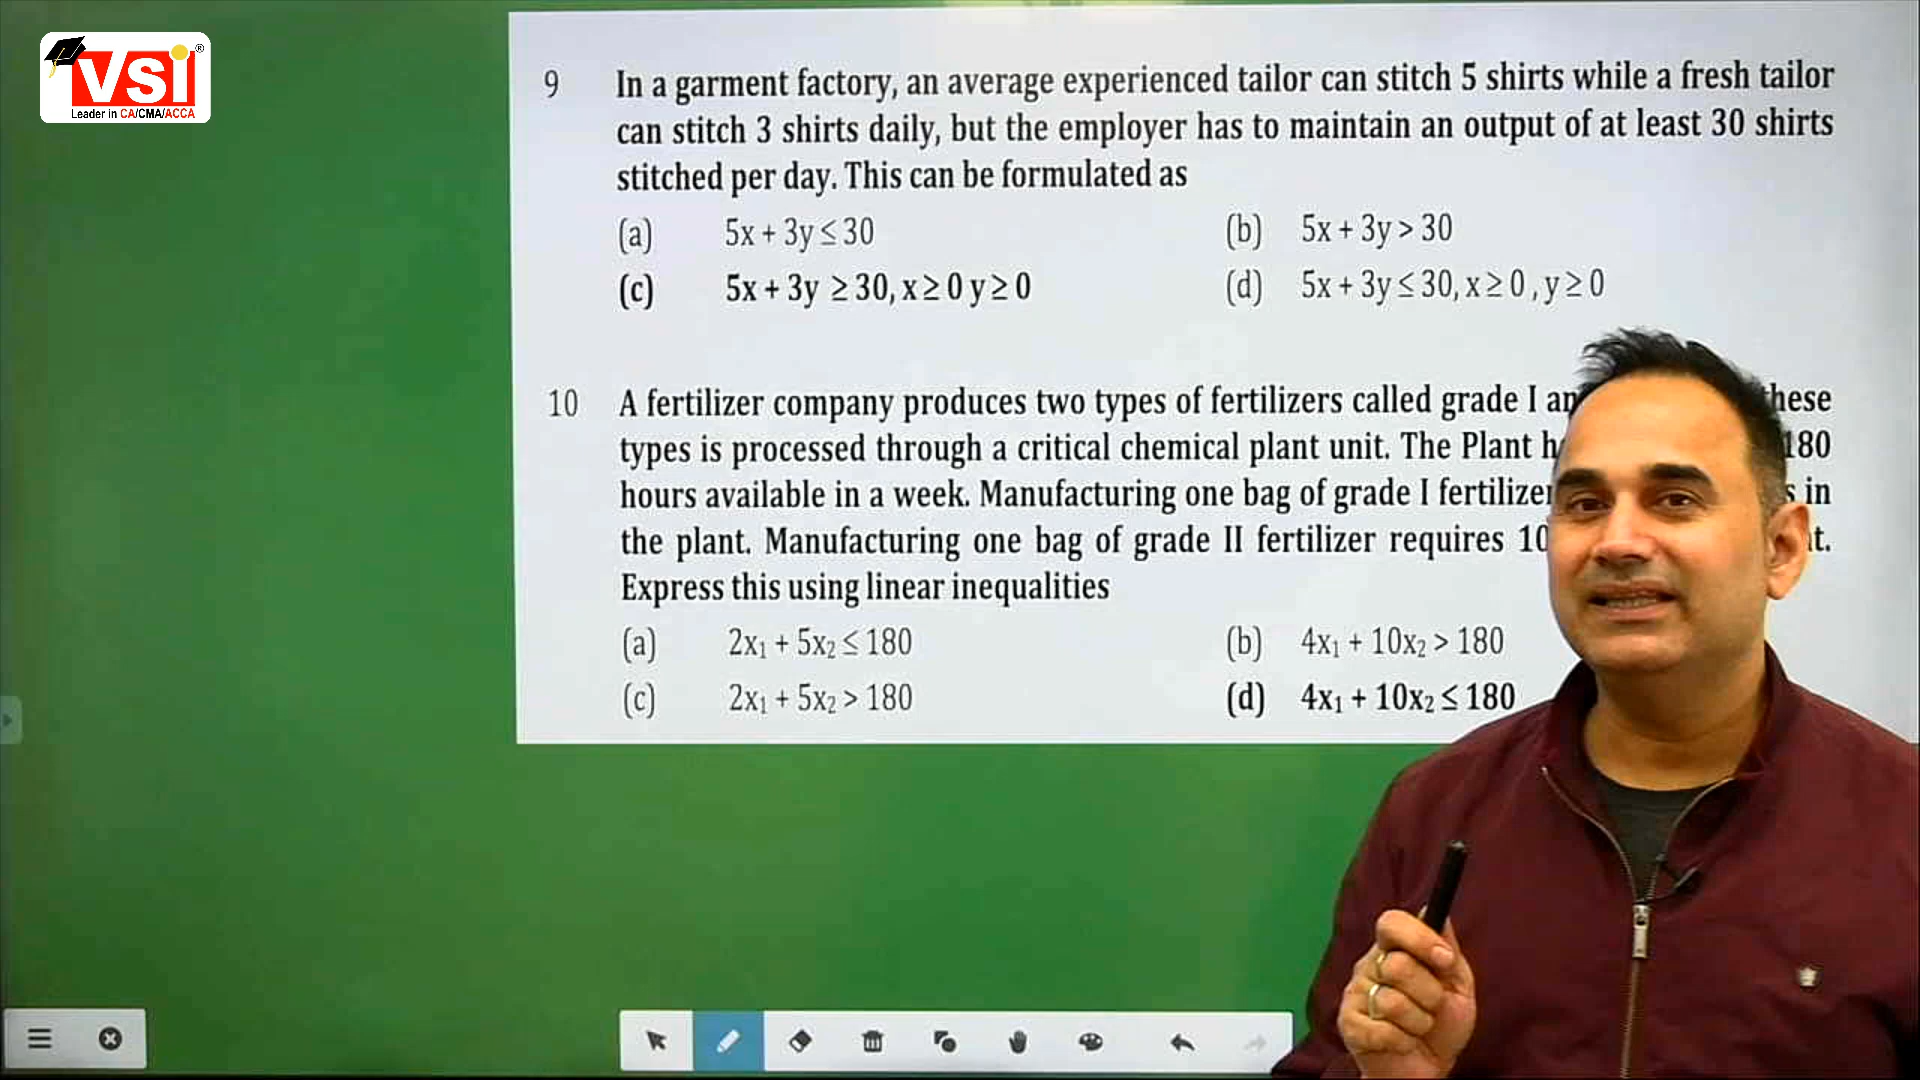 VSI ®
Leader in CA/CMA/ACCA
9 In a garment factory, an average experienced tailor can stitch 5 shirts while a fresh tailor
can stitch 3 shirts daily, but the employer has to maintain an output of at least 30 shirts
stitched per day. This can be formulated as
(a) 5x + 3y ≤ 30 (b) 5x + 3y > 30
(c) 5x + 3y ≥ 30, x ≥ 0 y ≥ 0 (d) 5x + 3y ≤ 30, x ≥ 0 , y ≥ 0
10 A fertilizer company produces two types of fertilizers called grade I
types is processed through a critical chemical plant unit. The Plant 180
hours available in a week. Manufacturing one bag of grade I fertilizer in
the plant. Manufacturing one bag of grade II fertilizer requires 10
Express this using linear inequalities
(a) 2x₁ + 5x₂ ≤ 180 (b) 4x₁ + 10x₂ > 180
(c) 2x₁ + 5x₂ > 180 (d) 4x₁ + 10x₂ ≤ 180